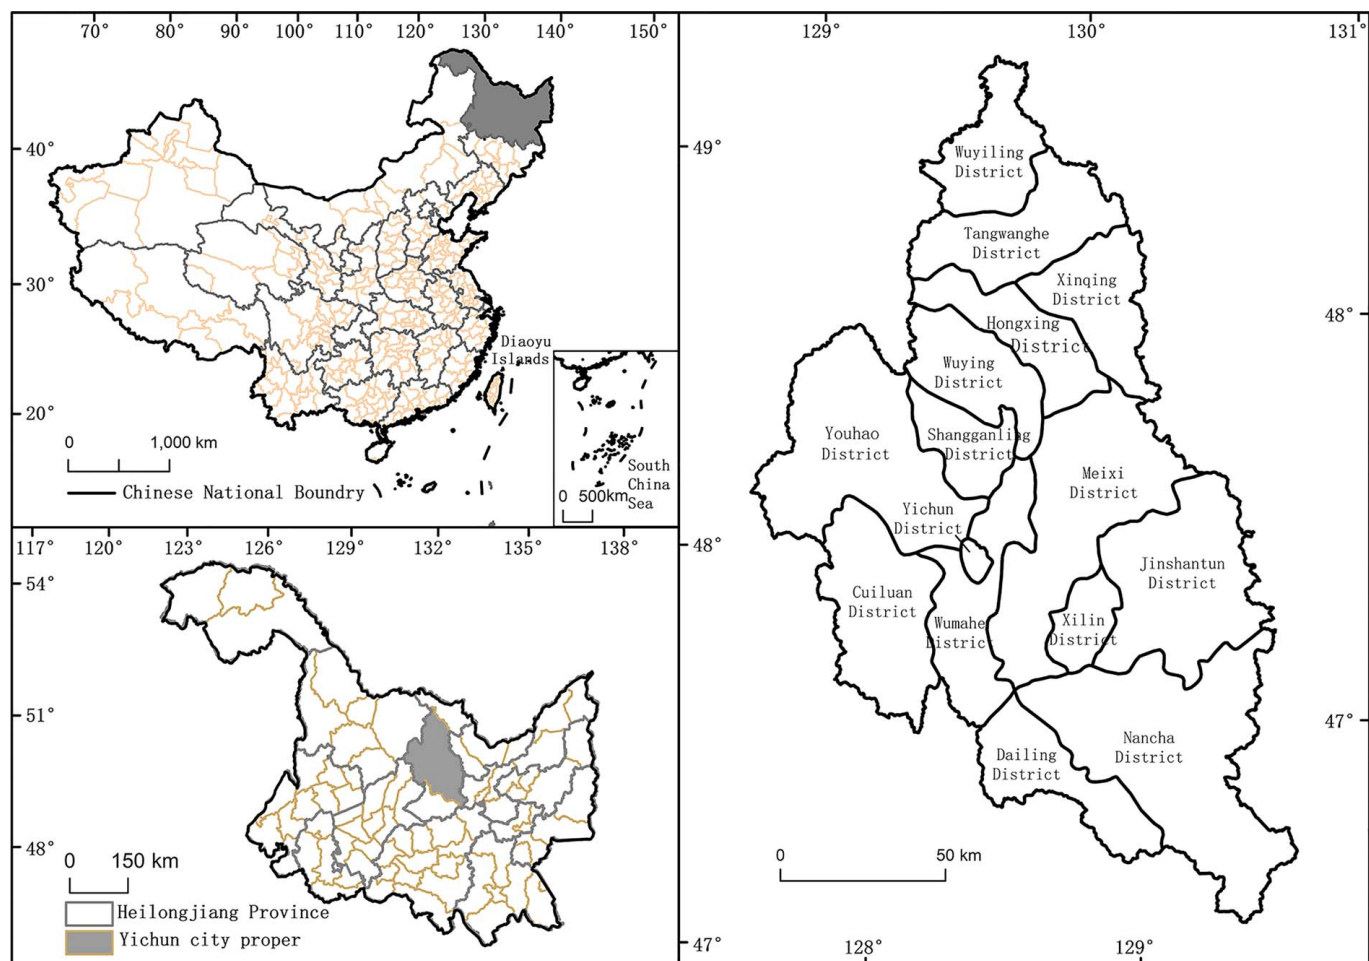 70° 80° 90° 100° 110° 120° 130° 140° 150°
40°
30°
20°
Diaoyu
Islands
0 1,000 km
Chinese National Boundry
South
China
Sea
0 500km
117° 120° 123° 126° 129° 132° 135° 138°
54°
51°
48°
0 150 km
Heilongjiang Province
Yichun city proper
129° 130° 131°
49°
48°
48°
47°
47°
128° 129°
Wuyiling
District
Tangwanghe
District
Xinqing
District
Hongxing
District
Wuying
District
Youhao
District
Shangganling
District
Meixi
District
Yichun
District
Jinshantun
District
Cuiluan
District
Wumahe
District
Xilin
District
Nancha
District
Dailing
District
0 50 km